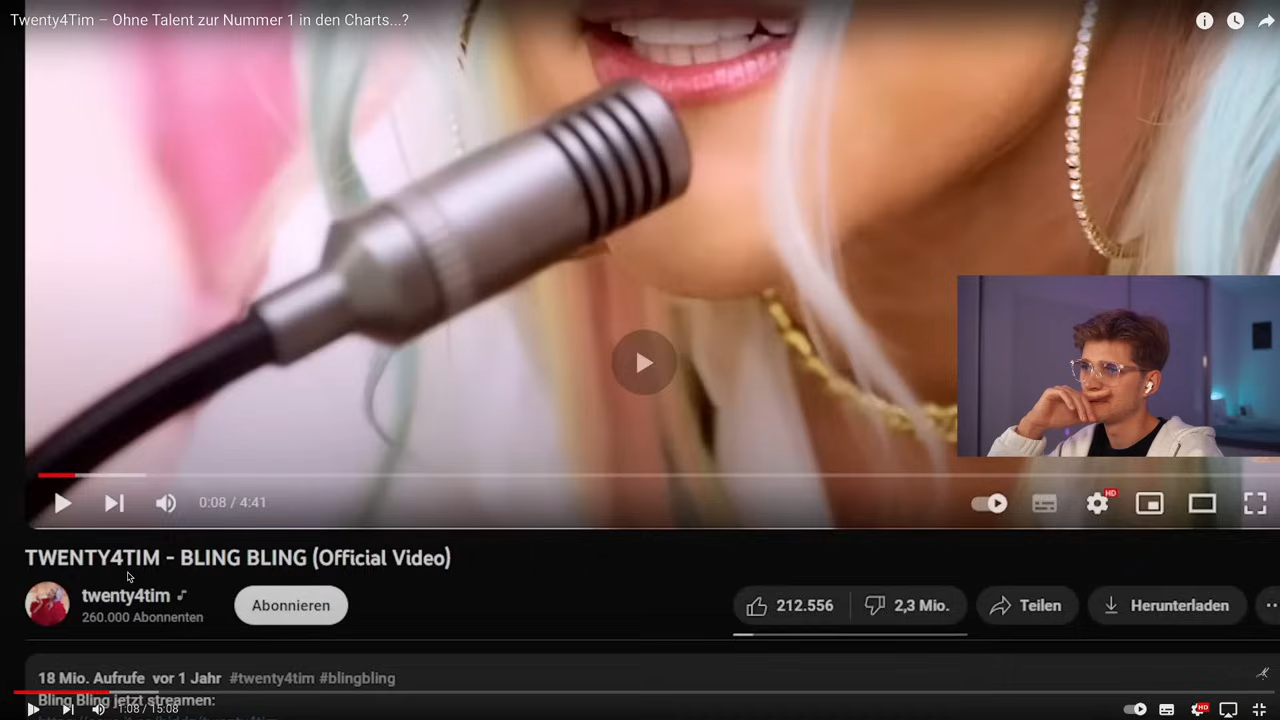 Twenty4Tim – Ohne Talent zur Nummer 1 in den Charts...?
HD
0:08 / 4:41
TWENTY4TIM - BLING BLING (Official Video)
twenty4tim
260.000 Abonnenten
Abonnieren
212.556
2,3 Mio.
Teilen
Herunterladen
18 Mio. Aufrufe vor 1 Jahr #twenty4tim #blingbling
Bling Bling jetzt streamen:
1:08 / 15:08
HD